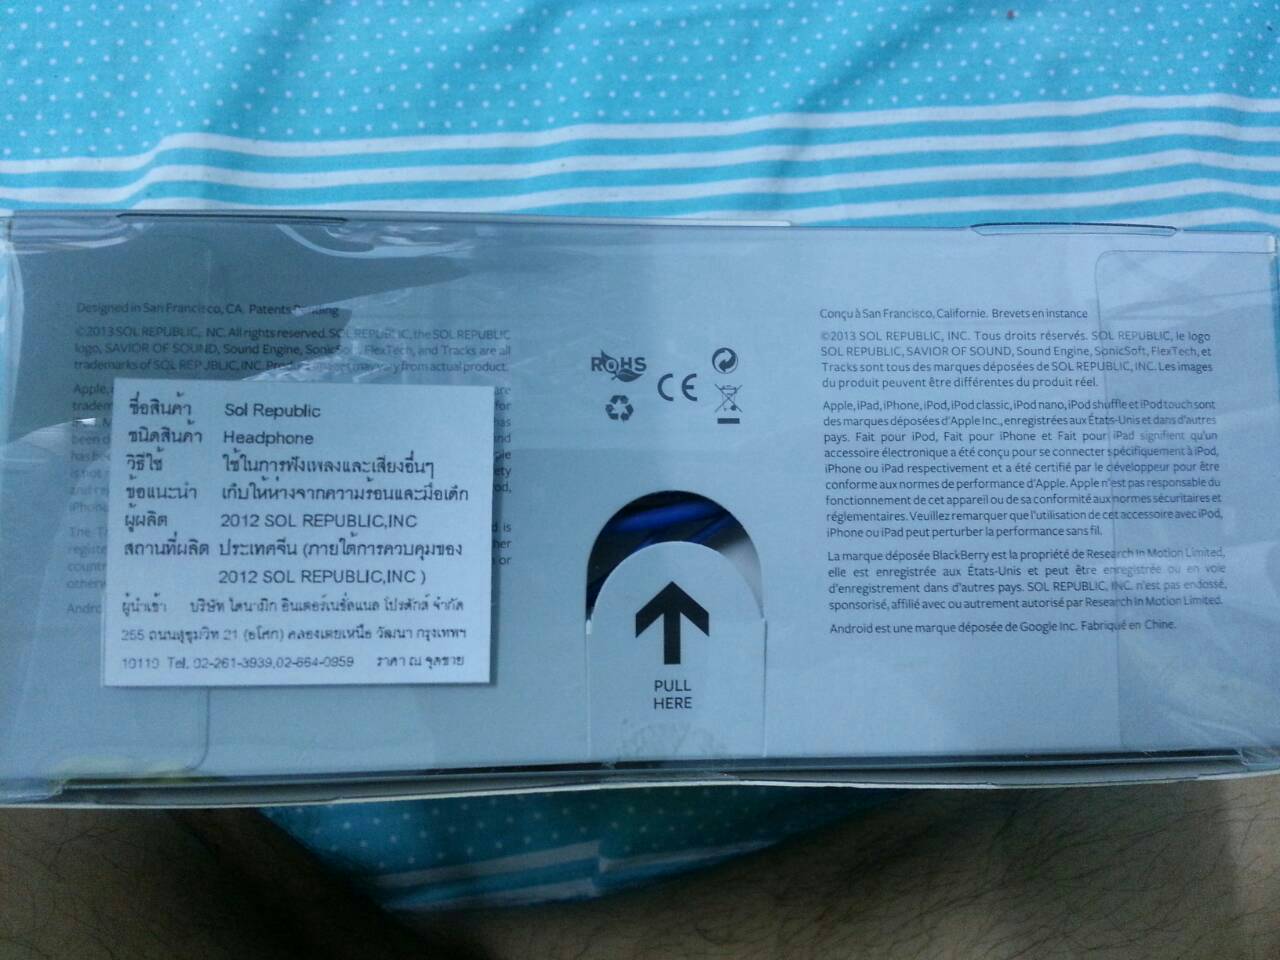 Designed in San Francisco, CA. Patents Pending
©2013 SOL REPUBLIC, INC. All rights reserved. SOL REPUBLIC, the SOL REPUBLIC
logo, SAVIOR OF SOUND, Sound Engine, SonicSoft, FlexTech, and Tracks are all
trademarks of SOL REPUBLIC, INC. Product images may vary from actual product.
ชื่อสินค้า Sol Republic
ชนิดสินค้า Headphone
วิธีใช้ ใช้ในการฟังเพลงและเสียงอื่นๆ
ข้อแนะนำ เก็บให้ห่างจากความร้อนและมือเด็ก
ผู้ผลิต 2012 SOL REPUBLIC,INC
สถานที่ผลิต ประเทศจีน (ภายใต้การควบคุมของ
2012 SOL REPUBLIC,INC )
ผู้นำเข้า บริษัท ไดนามิก อินเตอร์เนชั่นแนล โปรดักส์ จำกัด
255 ถนนสุขุมวิท 21 (อโศก) คลองเตยเหนือ วัฒนา กรุงเทพฯ
10110 Tel. 02-261-3939,02-664-0959 ราคา ณ จุดขาย
RoHS
CE
PULL
HERE
Conçu à San Francisco, Californie. Brevets en instance
©2013 SOL REPUBLIC, INC. Tous droits réservés. SOL REPUBLIC, le logo
SOL REPUBLIC, SAVIOR OF SOUND, Sound Engine, SonicSoft, FlexTech, et
Tracks sont tous des marques déposées de SOL REPUBLIC, INC. Les images
du produit peuvent être différentes du produit réel.
Apple, iPad, iPhone, iPod, iPod classic, iPod nano, iPod shuffle et iPod touch sont
des marques déposées d'Apple Inc., enregistrées aux États-Unis et dans d'autres
pays. Fait pour iPod, Fait pour iPhone et Fait pour iPad signifient qu'un
accessoire électronique a été conçu pour se connecter spécifiquement à iPod,
iPhone ou iPad respectivement et a été certifié par le développeur pour être
conforme aux normes de performance d'Apple. Apple n'est pas responsable du
fonctionnement de cet appareil ou de sa conformité aux normes sécuritaires et
réglementaires. Veuillez remarquer que l'utilisation de cet accessoire avec iPod,
iPhone ou iPad peut perturber la performance sans fil.
La marque déposée BlackBerry est la propriété de Research In Motion Limited,
elle est enregistrée aux États-Unis et peut être enregistrée ou en voie
d'enregistrement dans d'autres pays. SOL REPUBLIC, INC. n'est pas endossé,
sponsorisé, affilié avec ou autrement autorisé par Research In Motion Limited.
Android est une marque déposée de Google Inc. Fabriqué en Chine.